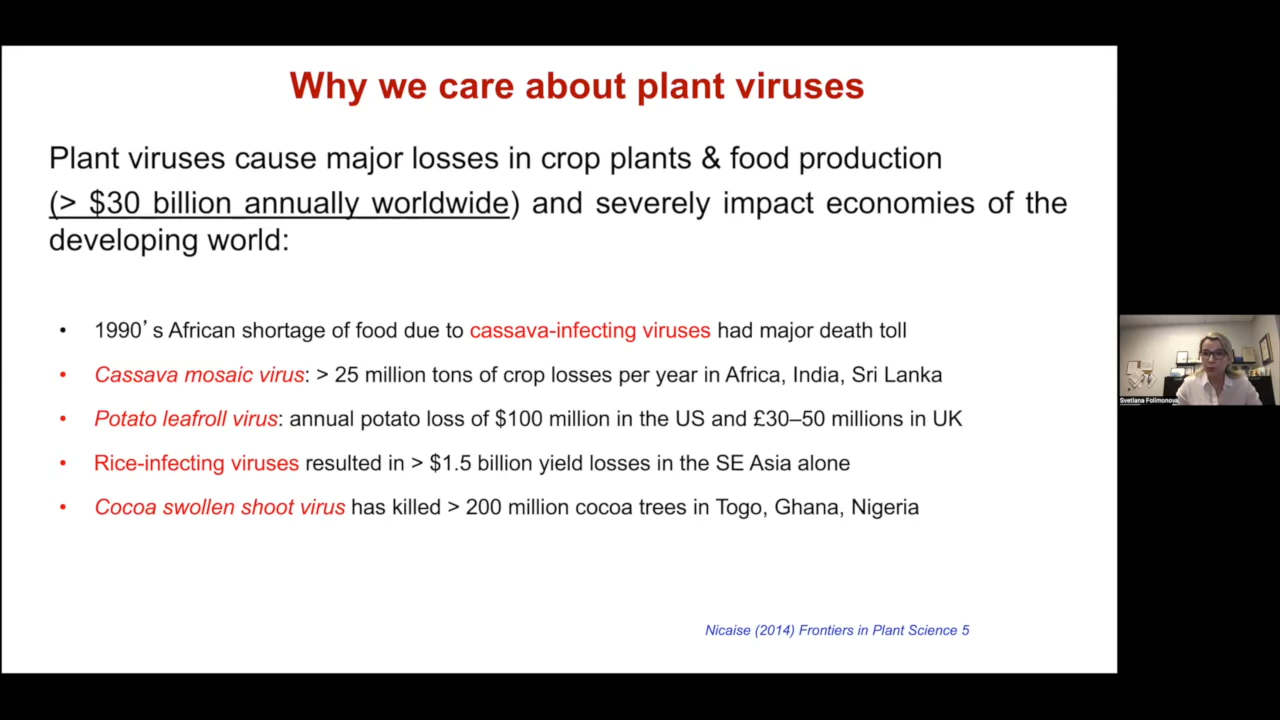 Why we care about plant viruses
Plant viruses cause major losses in crop plants & food production
(> $30 billion annually worldwide) and severely impact economies of the
developing world:
• 1990's African shortage of food due to cassava-infecting viruses had major death toll
• Cassava mosaic virus: > 25 million tons of crop losses per year in Africa, India, Sri Lanka
• Potato leafroll virus: annual potato loss of $100 million in the US and £30–50 millions in UK
• Rice-infecting viruses resulted in > $1.5 billion yield losses in the SE Asia alone
• Cocoa swollen shoot virus has killed > 200 million cocoa trees in Togo, Ghana, Nigeria
Nicaise (2014) Frontiers in Plant Science 5
Svetlana Folimonova